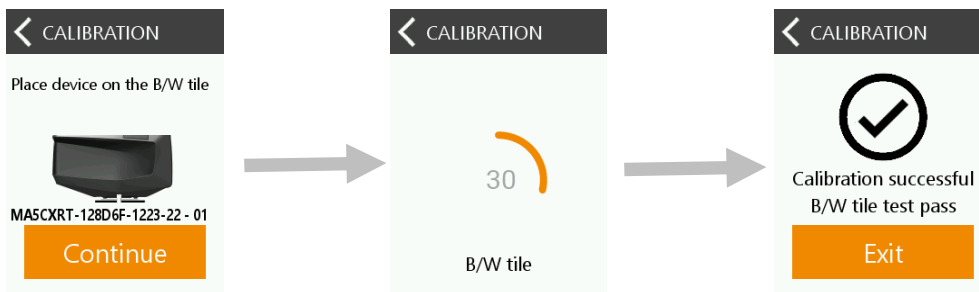 CALIBRATION
Place device on the B/W tile
MA5CXRT-128D6F-1223-22 - 01
Continue
CALIBRATION
30
B/W tile
CALIBRATION
Calibration successful
B/W tile test pass
Exit